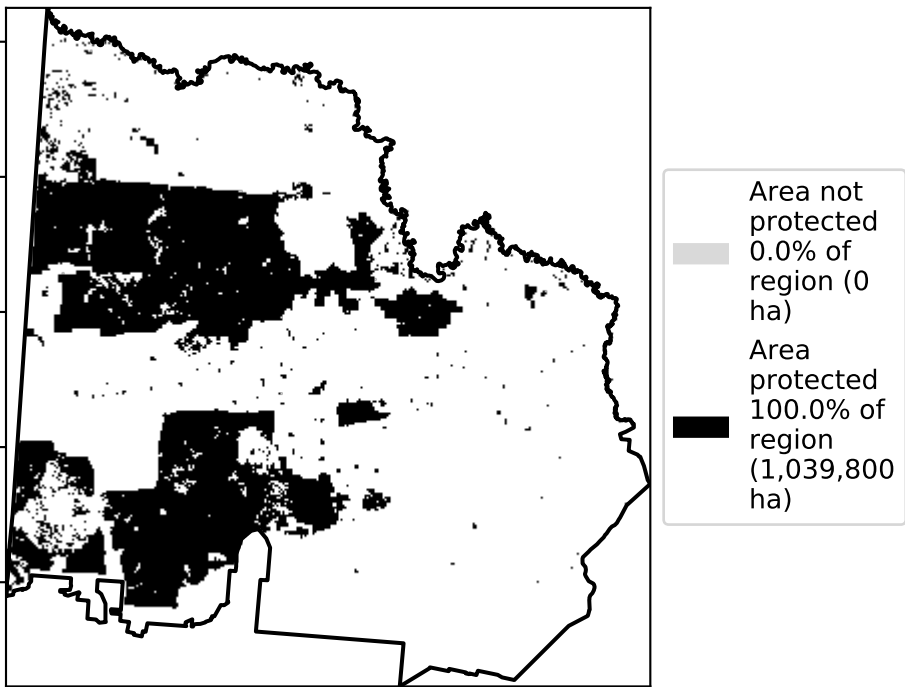 Area not
protected
0.0% of
region (0
ha)
Area
protected
100.0% of
region
(1,039,800
ha)